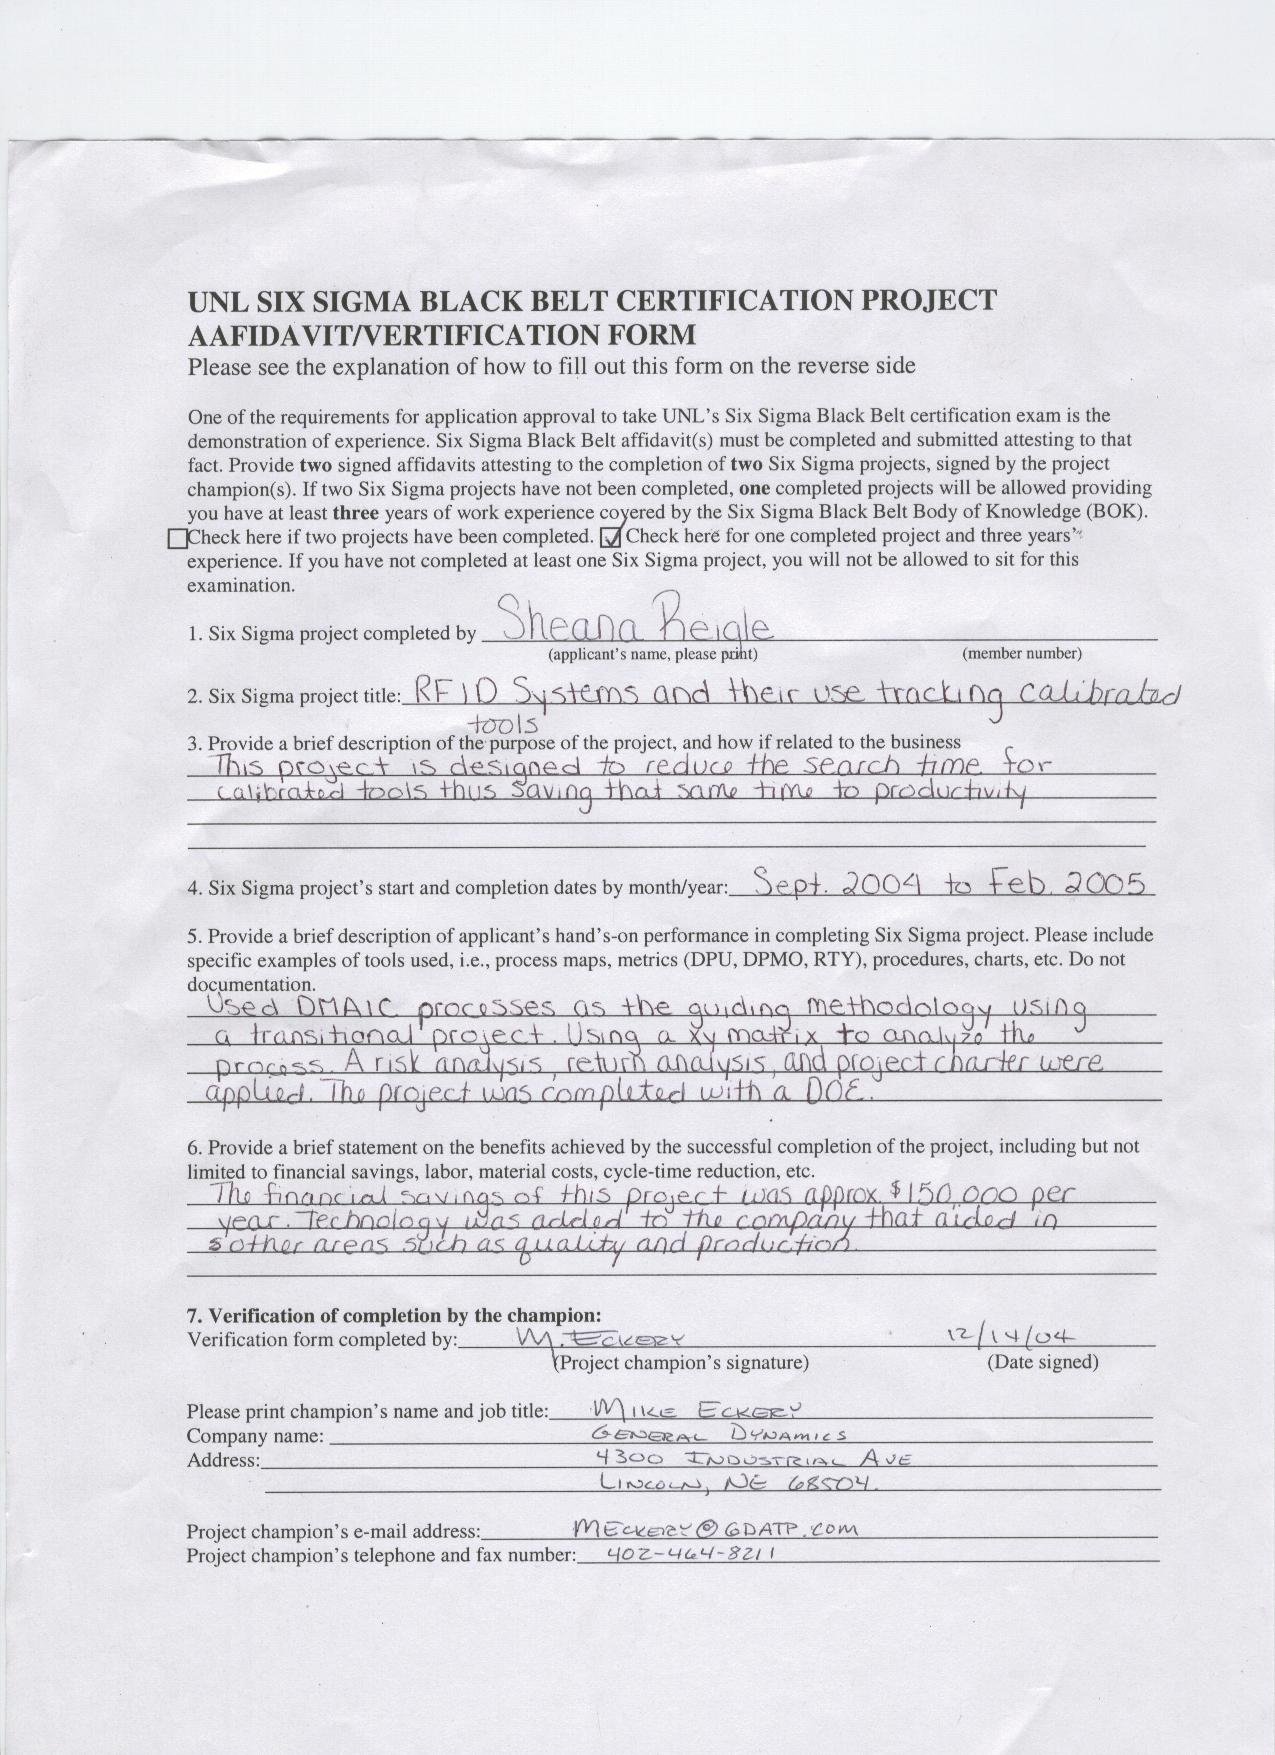 UNL SIX SIGMA BLACK BELT CERTIFICATION PROJECT
AAFIDAVIT/VERTIFICATION FORM
Please see the explanation of how to fill out this form on the reverse side
One of the requirements for application approval to take UNL's Six Sigma Black Belt certification exam is the
demonstration of experience. Six Sigma Black Belt affidavit(s) must be completed and submitted attesting to that
fact. Provide two signed affidavits attesting to the completion of two Six Sigma projects, signed by the project
champion(s). If two Six Sigma projects have not been completed, one completed projects will be allowed providing
you have at least three years of work experience covered by the Six Sigma Black Belt Body of Knowledge (BOK).
Check here if two projects have been completed. Check here for one completed project and three years'
experience. If you have not completed at least one Six Sigma project, you will not be allowed to sit for this
examination.
1. Six Sigma project completed by Sheana Reigle
(applicant's name, please print) (member number)
2. Six Sigma project title: RFID Systems and their use tracking calibrated
tools
3. Provide a brief description of the purpose of the project, and how if related to the business
This project is designed to reduce the search time for
calibrated tools thus saving that same time to productivity
4. Six Sigma project's start and completion dates by month/year: Sept. 2004 to Feb. 2005
5. Provide a brief description of applicant's hand's-on performance in completing Six Sigma project. Please include
specific examples of tools used, i.e., process maps, metrics (DPU, DPMO, RTY), procedures, charts, etc. Do not
documentation.
Used DMAIC processes as the guiding methodology using
a transitional project. Using a xy matrix to analyze the
process. A risk analysis, return analysis, and project charter were
applied. The project was completed with a DOE.
6. Provide a brief statement on the benefits achieved by the successful completion of the project, including but not
limited to financial savings, labor, material costs, cycle-time reduction, etc.
The financial savings of this project was approx. $150,000 per
year. Technology was added to the company that aided in
other areas such as quality and production.
7. Verification of completion by the champion:
Verification form completed by: M. Eckery 12/14/04
(Project champion's signature) (Date signed)
Please print champion's name and job title: MIKE ECKERY
Company name: GENERAL DYNAMICS
Address: 4300 INDUSTRIAL AVE
LINCOLN, NE 68504
Project champion's e-mail address: MECKERY@GDATP.COM
Project champion's telephone and fax number: 402-464-8211